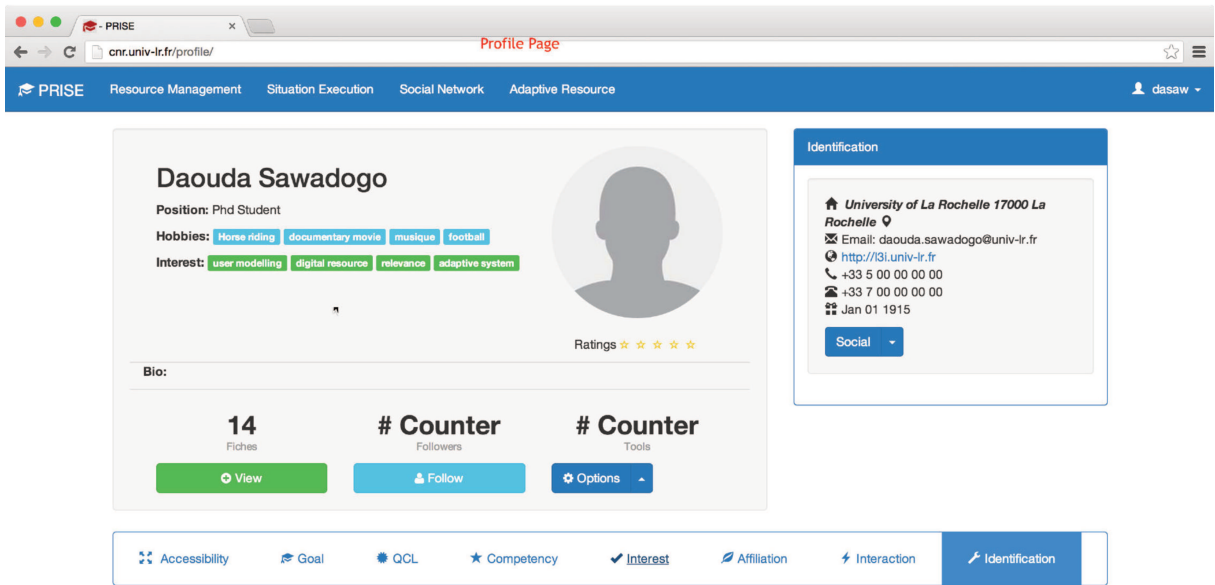 - PRISE
cnr.univ-lr.fr/profile/
Profile Page
PRISE Resource Management Situation Execution Social Network Adaptive Resource dasaw
Daouda Sawadogo
Position: Phd Student
Hobbies: Horse riding documentary movie musique football
Interest: user modelling digital resource relevance adaptive system
Ratings
Bio:
14 # Counter # Counter
Fiches Followers Tools
View Follow Options
Identification
University of La Rochelle 17000 La
Rochelle
Email: daouda.sawadogo@univ-lr.fr
http://l3i.univ-lr.fr
+33 5 00 00 00 00
+33 7 00 00 00 00
Jan 01 1915
Social
Accessibility Goal QCL Competency Interest Affiliation Interaction Identification